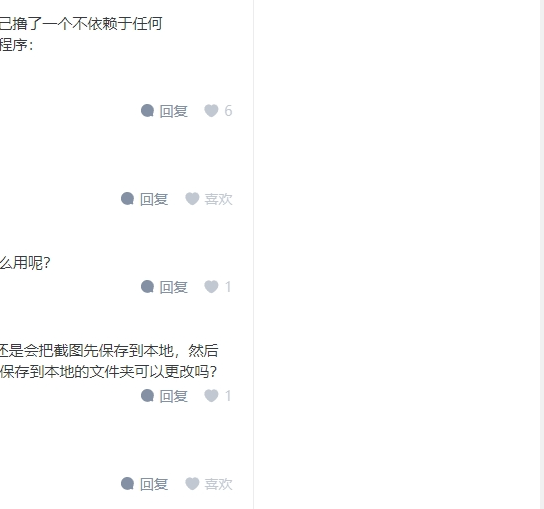 己撸了一个不依赖于任何
程序：
回复 6
回复 喜欢
么用呢？
回复 1
还是会把截图先保存到本地，然后
保存到本地的文件夹可以更改吗？
回复 1
回复 喜欢